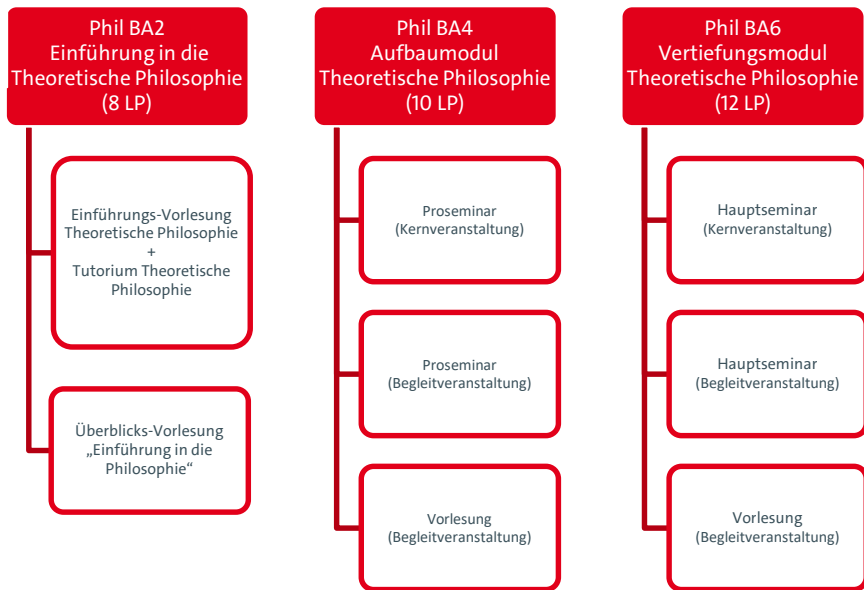 Phil BA2
Einführung in die
Theoretische Philosophie
(8 LP)
Einführungs-Vorlesung
Theoretische Philosophie
+
Tutorium Theoretische
Philosophie
Überblicks-Vorlesung
„Einführung in die
Philosophie“
Phil BA4
Aufbaumodul
Theoretische Philosophie
(10 LP)
Proseminar
(Kernveranstaltung)
Proseminar
(Begleitveranstaltung)
Vorlesung
(Begleitveranstaltung)
Phil BA6
Vertiefungsmodul
Theoretische Philosophie
(12 LP)
Hauptseminar
(Kernveranstaltung)
Hauptseminar
(Begleitveranstaltung)
Vorlesung
(Begleitveranstaltung)